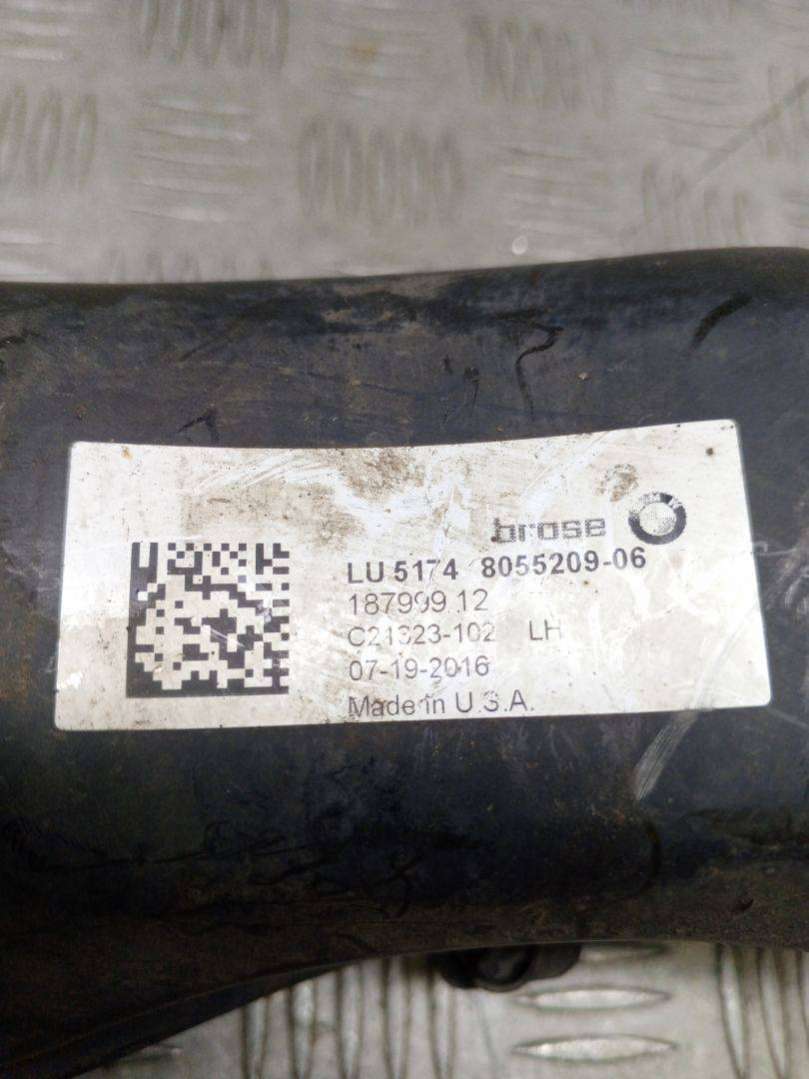 brose
LU 5174 8055209-06
187999.12
C21323-102 LH
07-19-2016
Made in U.S.A.